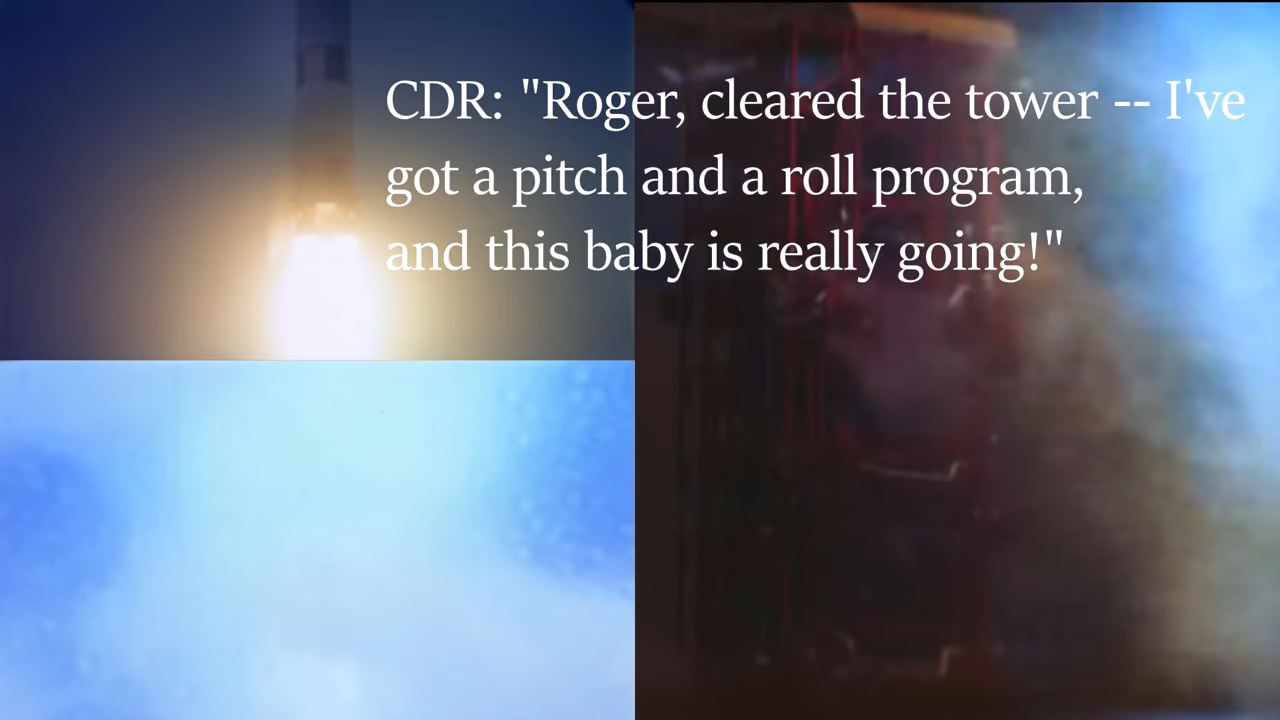 CDR: "Roger, cleared the tower -- I've
got a pitch and a roll program,
and this baby is really going!"